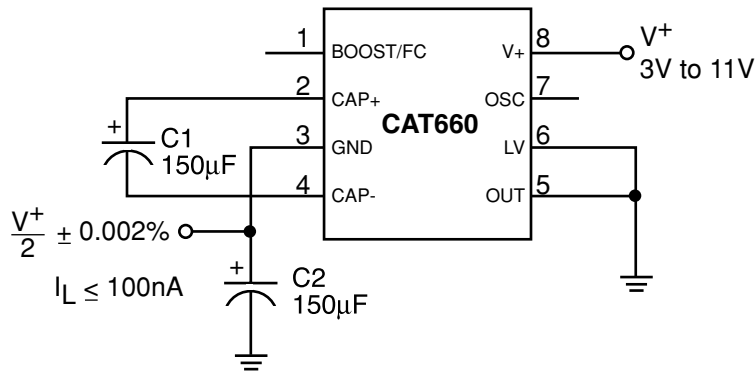 1 BOOST/FC V+ 8 V+
3V to 11V
2 CAP+ OSC 7
CAT660
+ C1
150µF
3 GND LV 6
4 CAP- OUT 5
V+
2 ± 0.002%
IL ≤ 100nA
+ C2
150µF